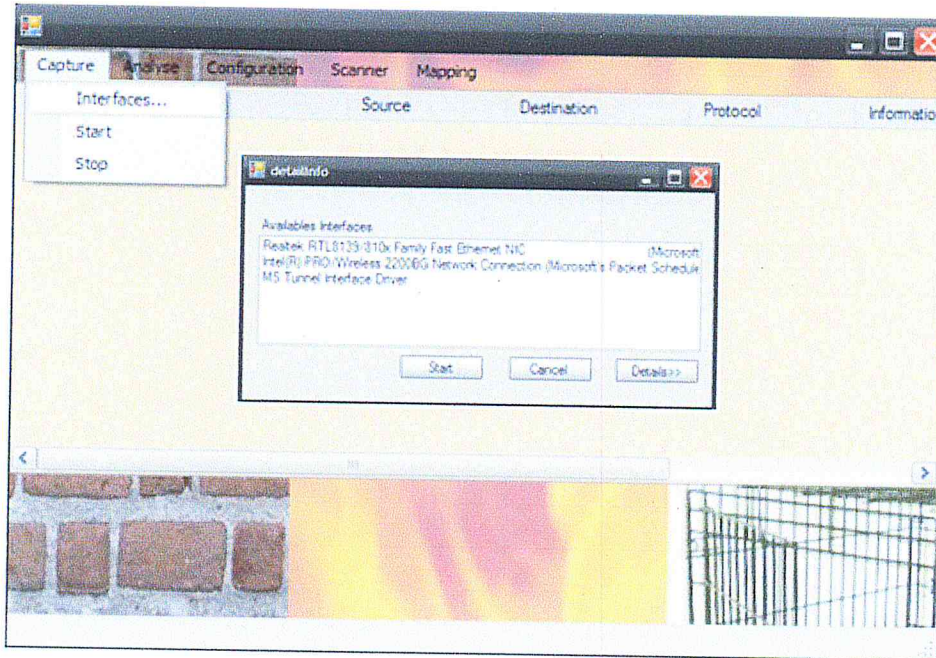 Capture Analyse Configuration Scanner Mapping
Interfaces...
Source Destination Protocol Informatio
Start
Stop
detailInfo
Availables Interfaces
Realtek RTL8139/810x Family Fast Ethernet NIC (Microsoft
Intel(R) PRO/Wireless 2200BG Network Connection (Microsoft's Packet Schedule
MS Tunnel Interface Driver
Start Cancel Details>>